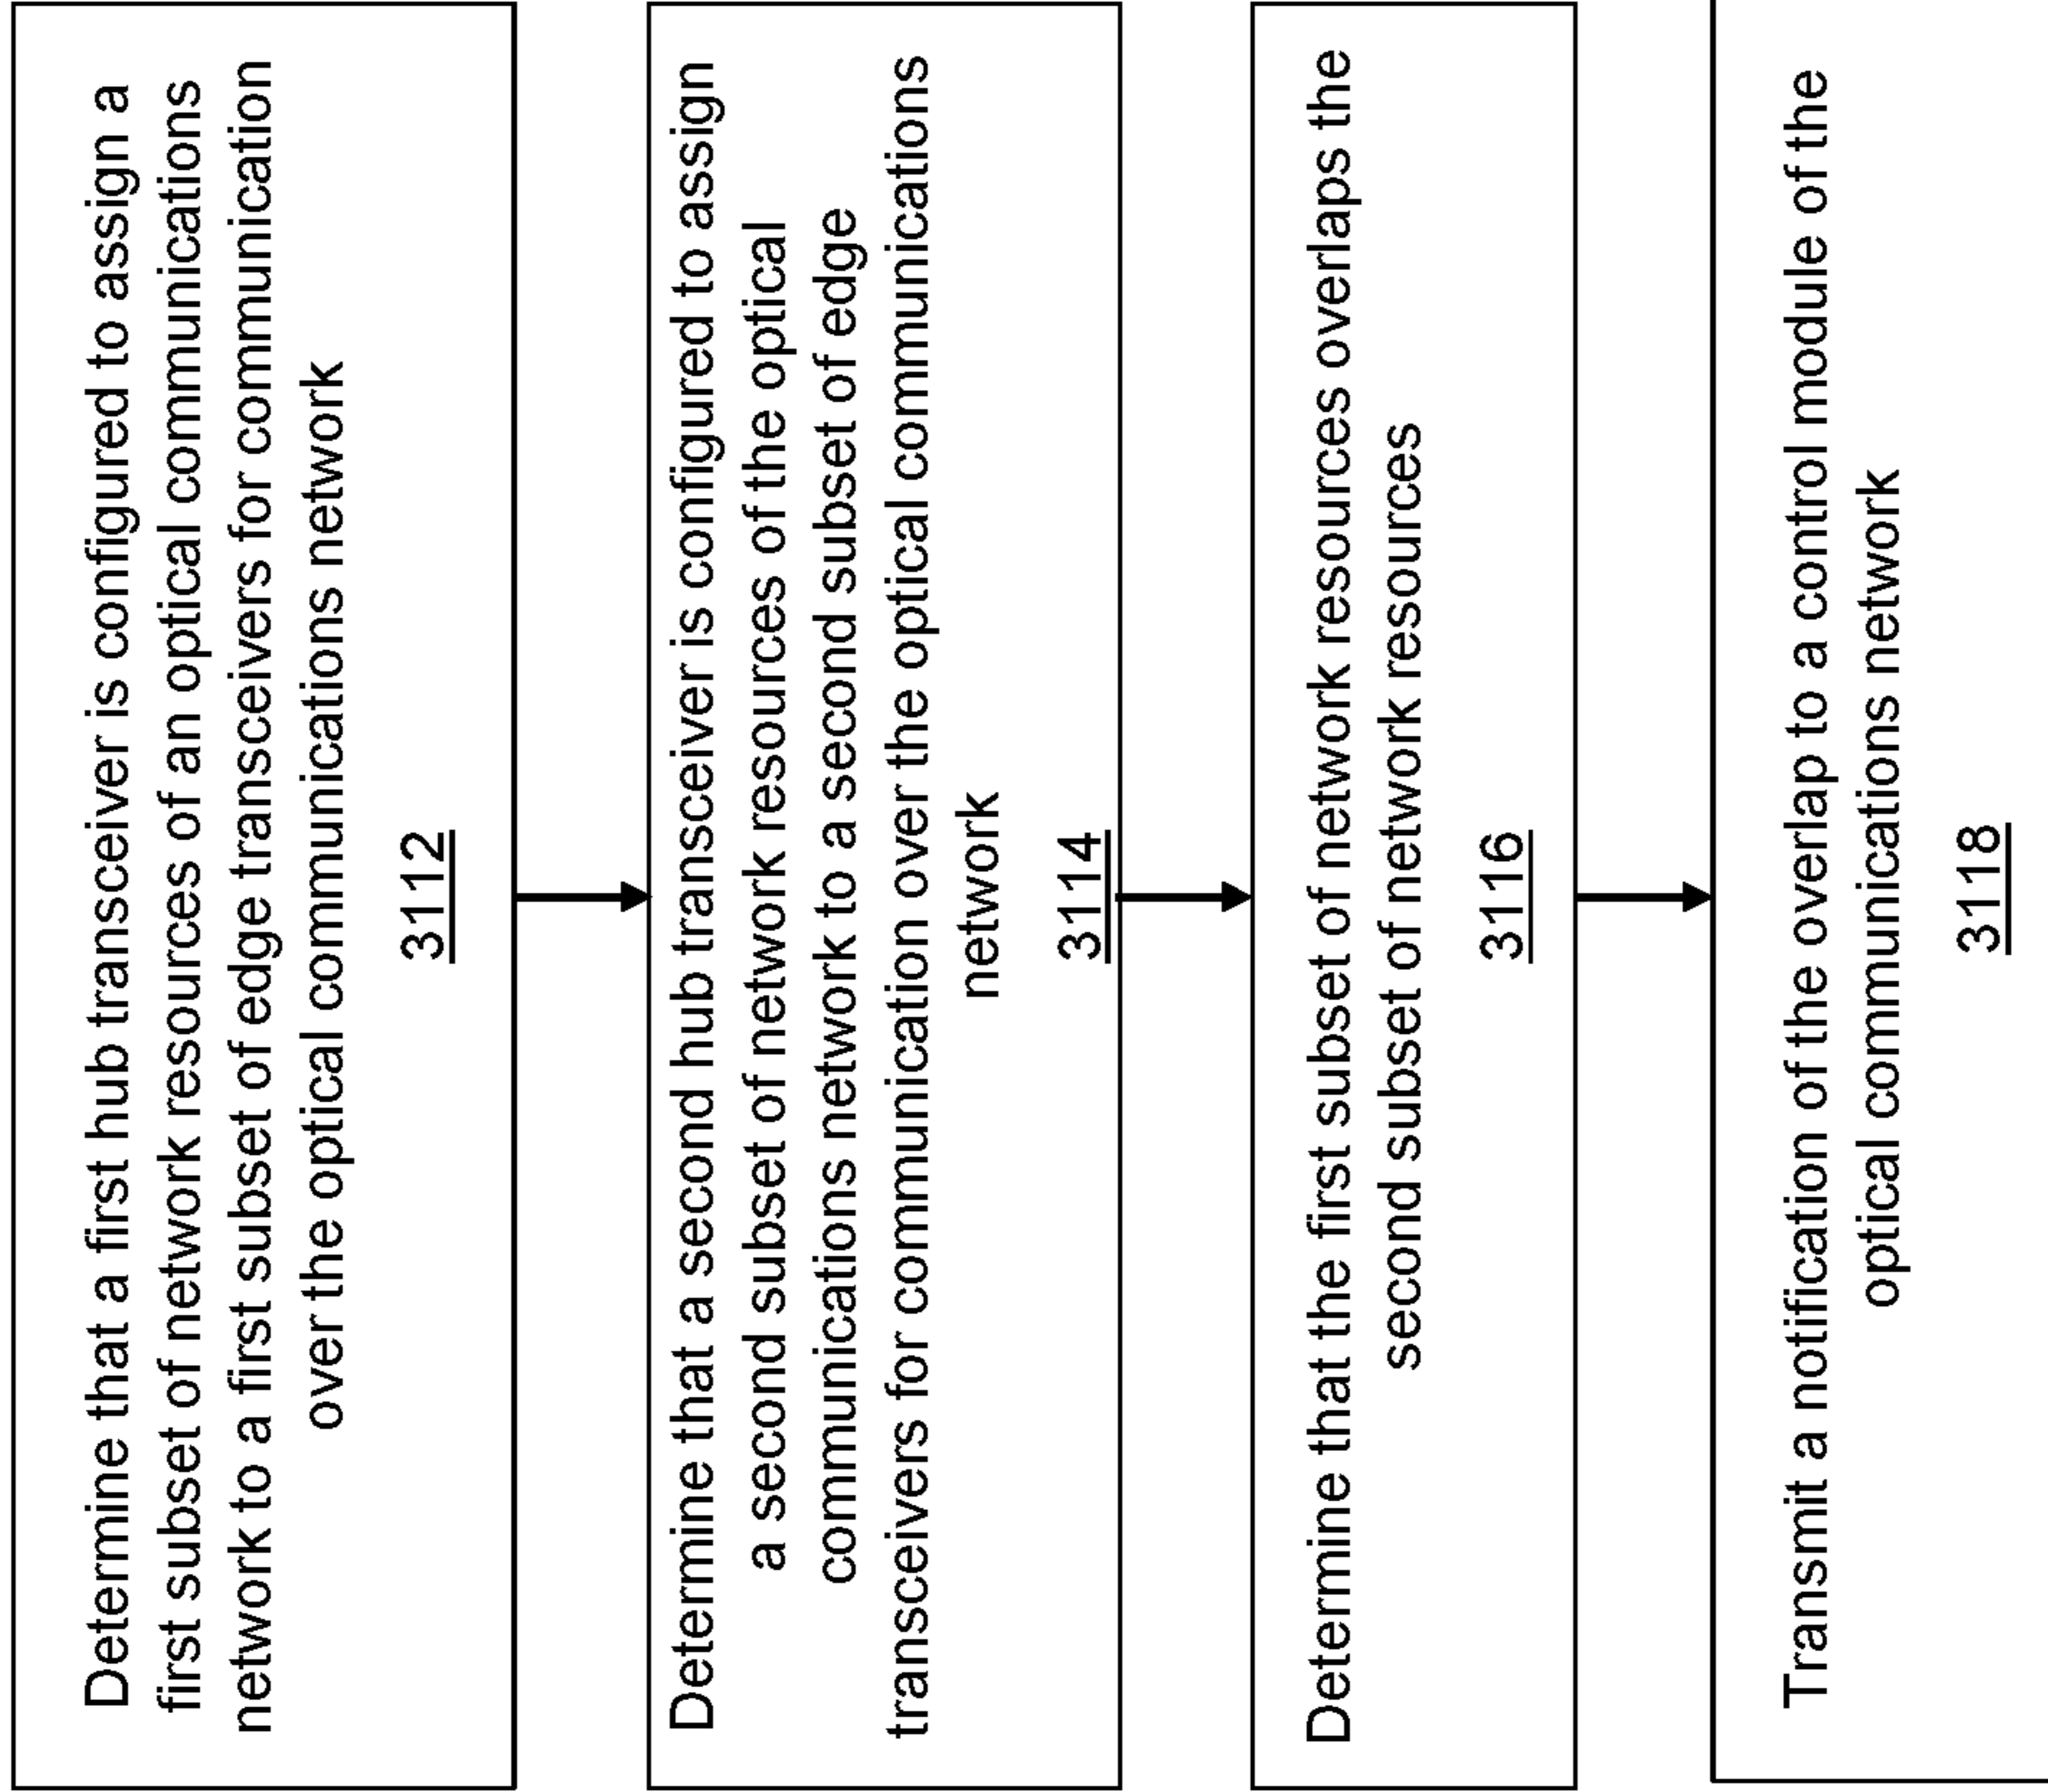 Determine that a first hub transceiver is configured to assign a
first subset of network resources of an optical communications
network to a first subset of edge transceivers for communication
over the optical communications network
3112
Determine that a second hub transceiver is configured to assign
a second subset of network resources of the optical
communications network to a second subset of edge
transceivers for communication over the optical communications
network
3114
Determine that the first subset of network resources overlaps the
second subset of network resources
3116
Transmit a notification of the overlap to a control module of the
optical communications network
3118